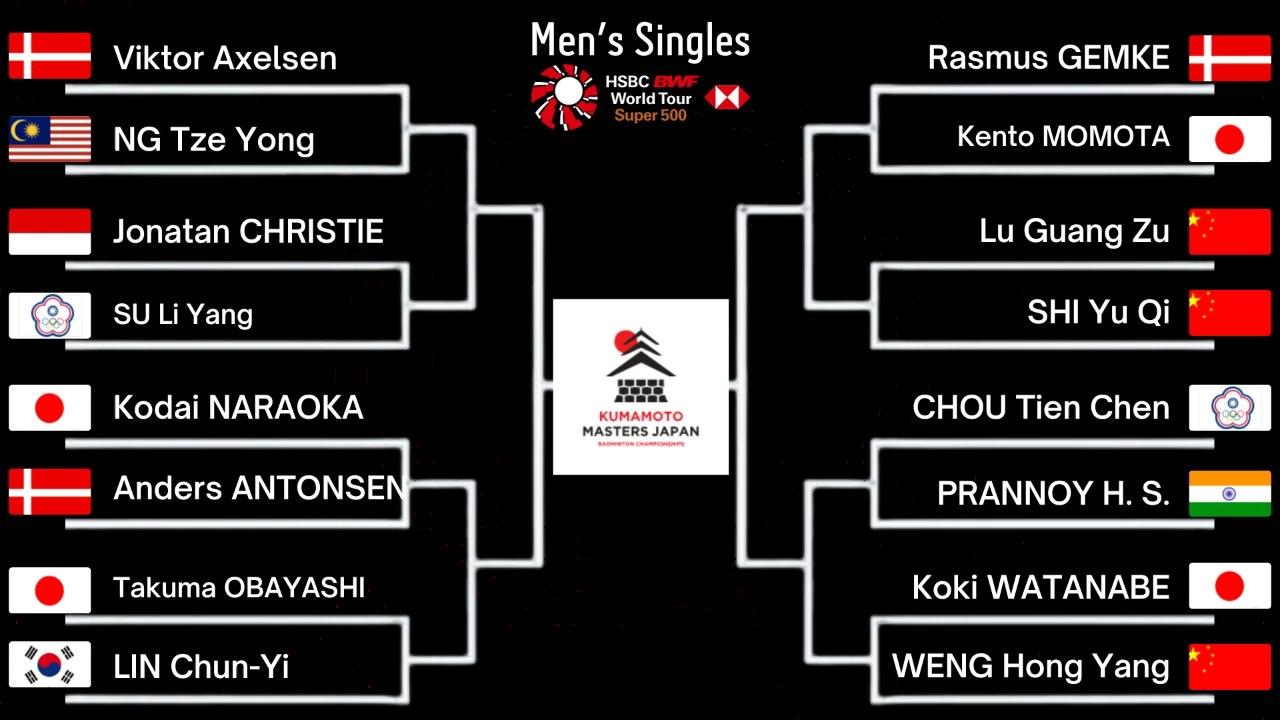 Men's Singles
HSBC BWF
World Tour
Super 500
Viktor Axelsen
NG Tze Yong
Jonatan CHRISTIE
SU Li Yang
Kodai NARAOKA
Anders ANTONSEN
Takuma OBAYASHI
LIN Chun-Yi
KUMAMOTO
MASTERS JAPAN
BADMINTON CHAMPIONSHIPS
Rasmus GEMKE
Kento MOMOTA
Lu Guang Zu
SHI Yu Qi
CHOU Tien Chen
PRANNOY H. S.
Koki WATANABE
WENG Hong Yang